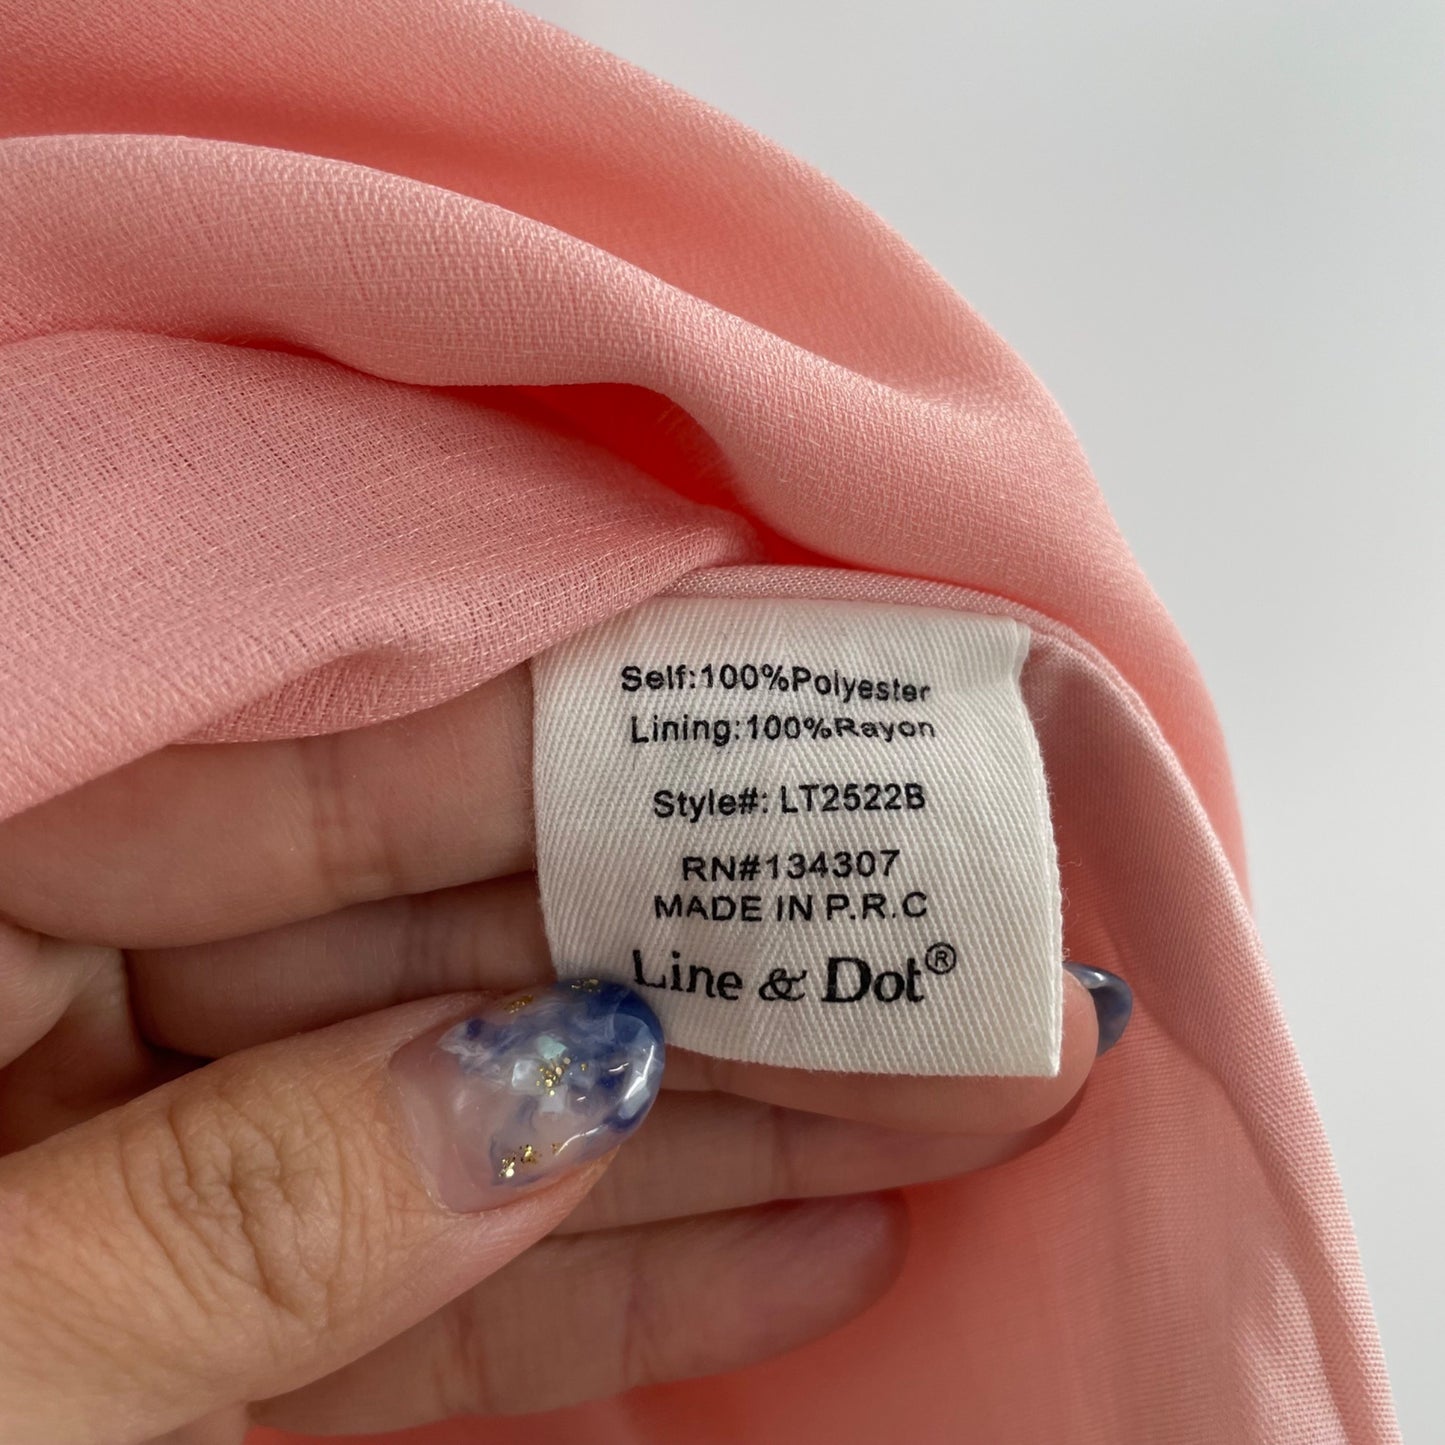 Self:100%Polyester
Lining:100%Rayon
Style#: LT2522B
RN#134307
MADE IN P.R.C
Line & Dot®